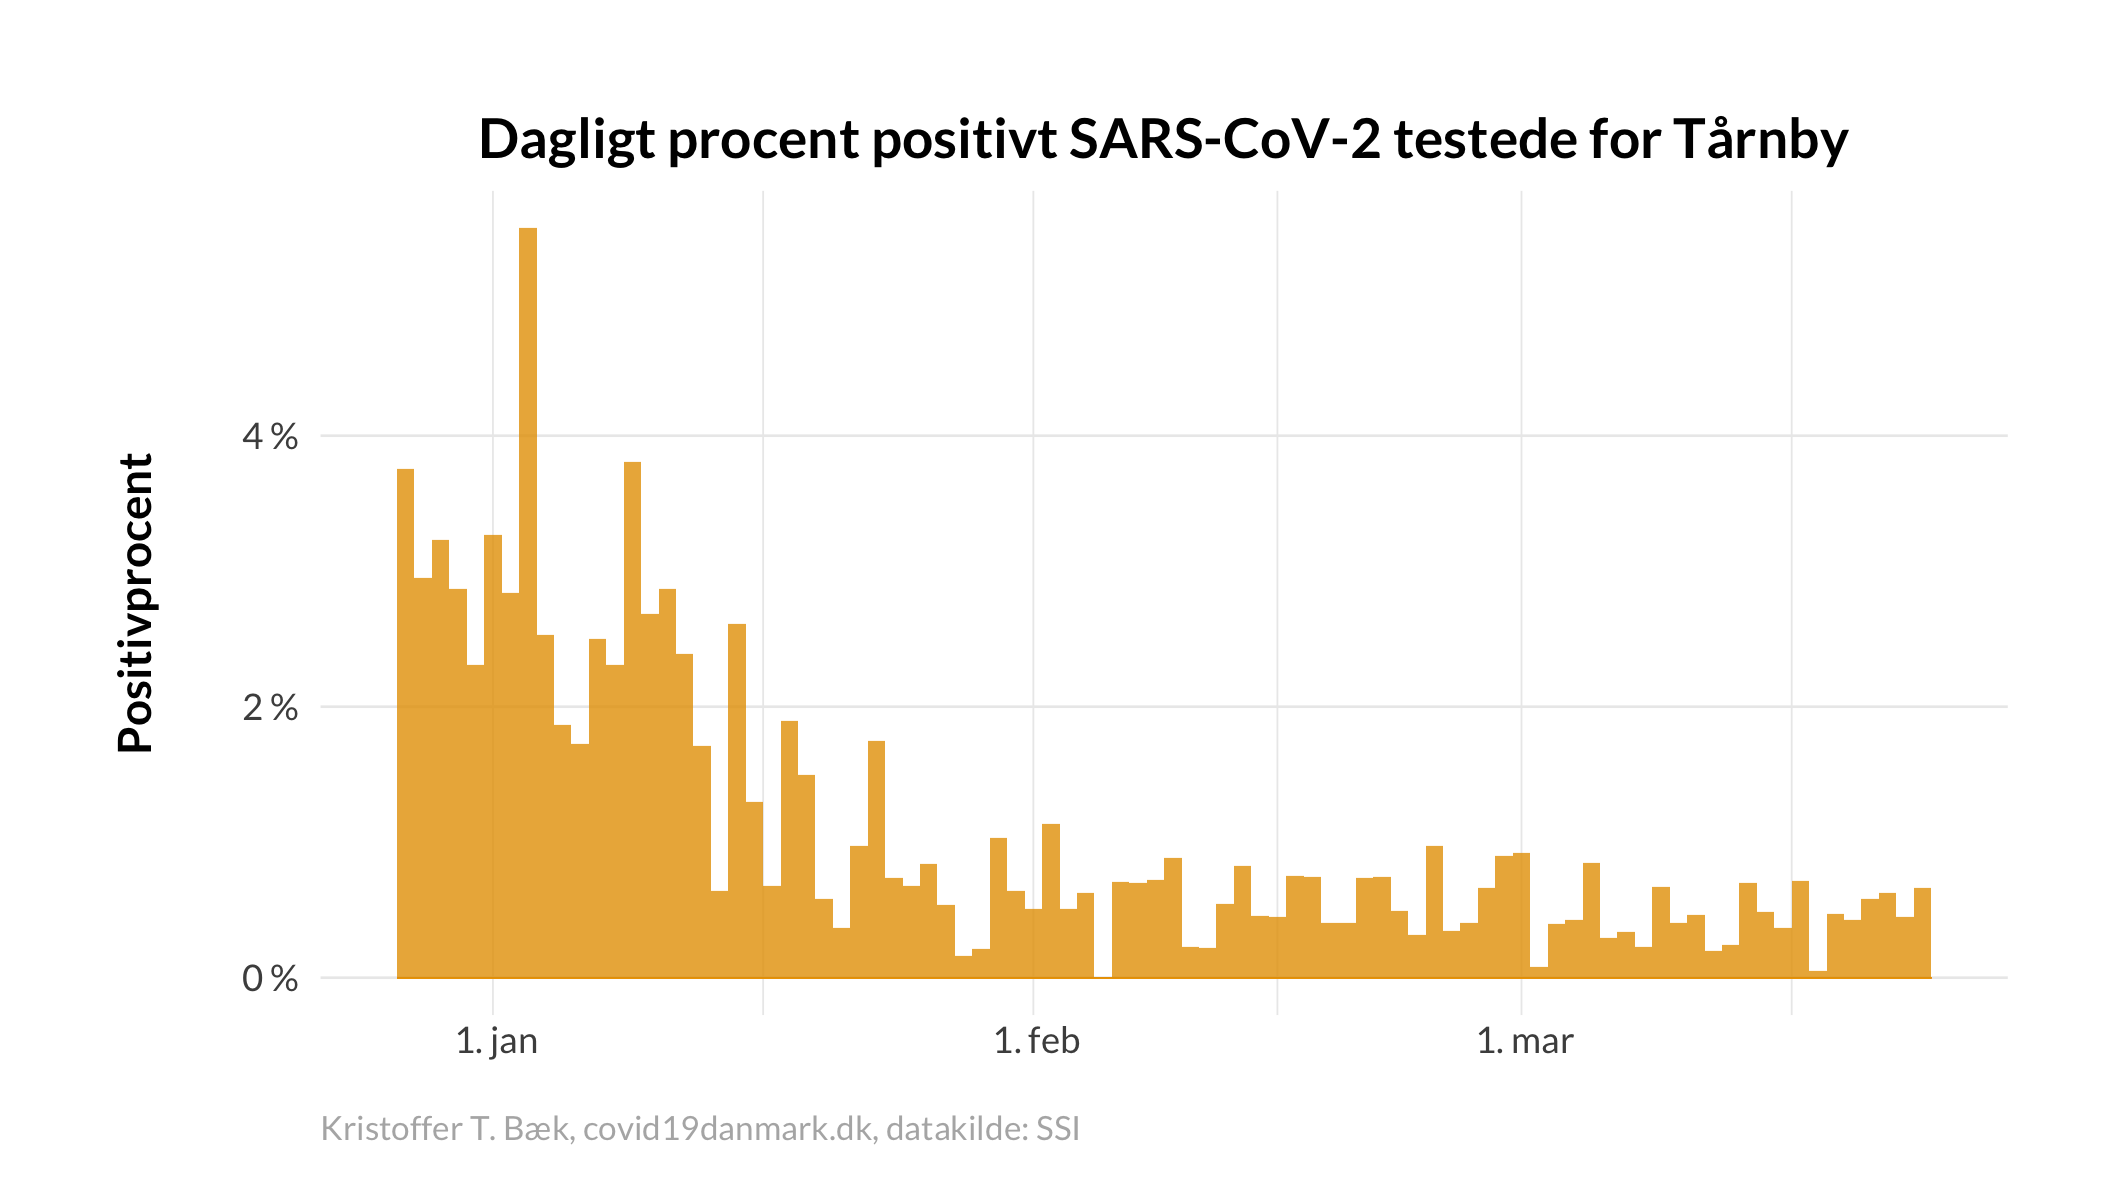 Dagligt procent positivt SARS-CoV-2 testede for Tårnby
Positivprocent
4 %
2 %
0 %
1. jan
1. feb
1. mar
Kristoffer T. Bæk, covid19danmark.dk, datakilde: SSI